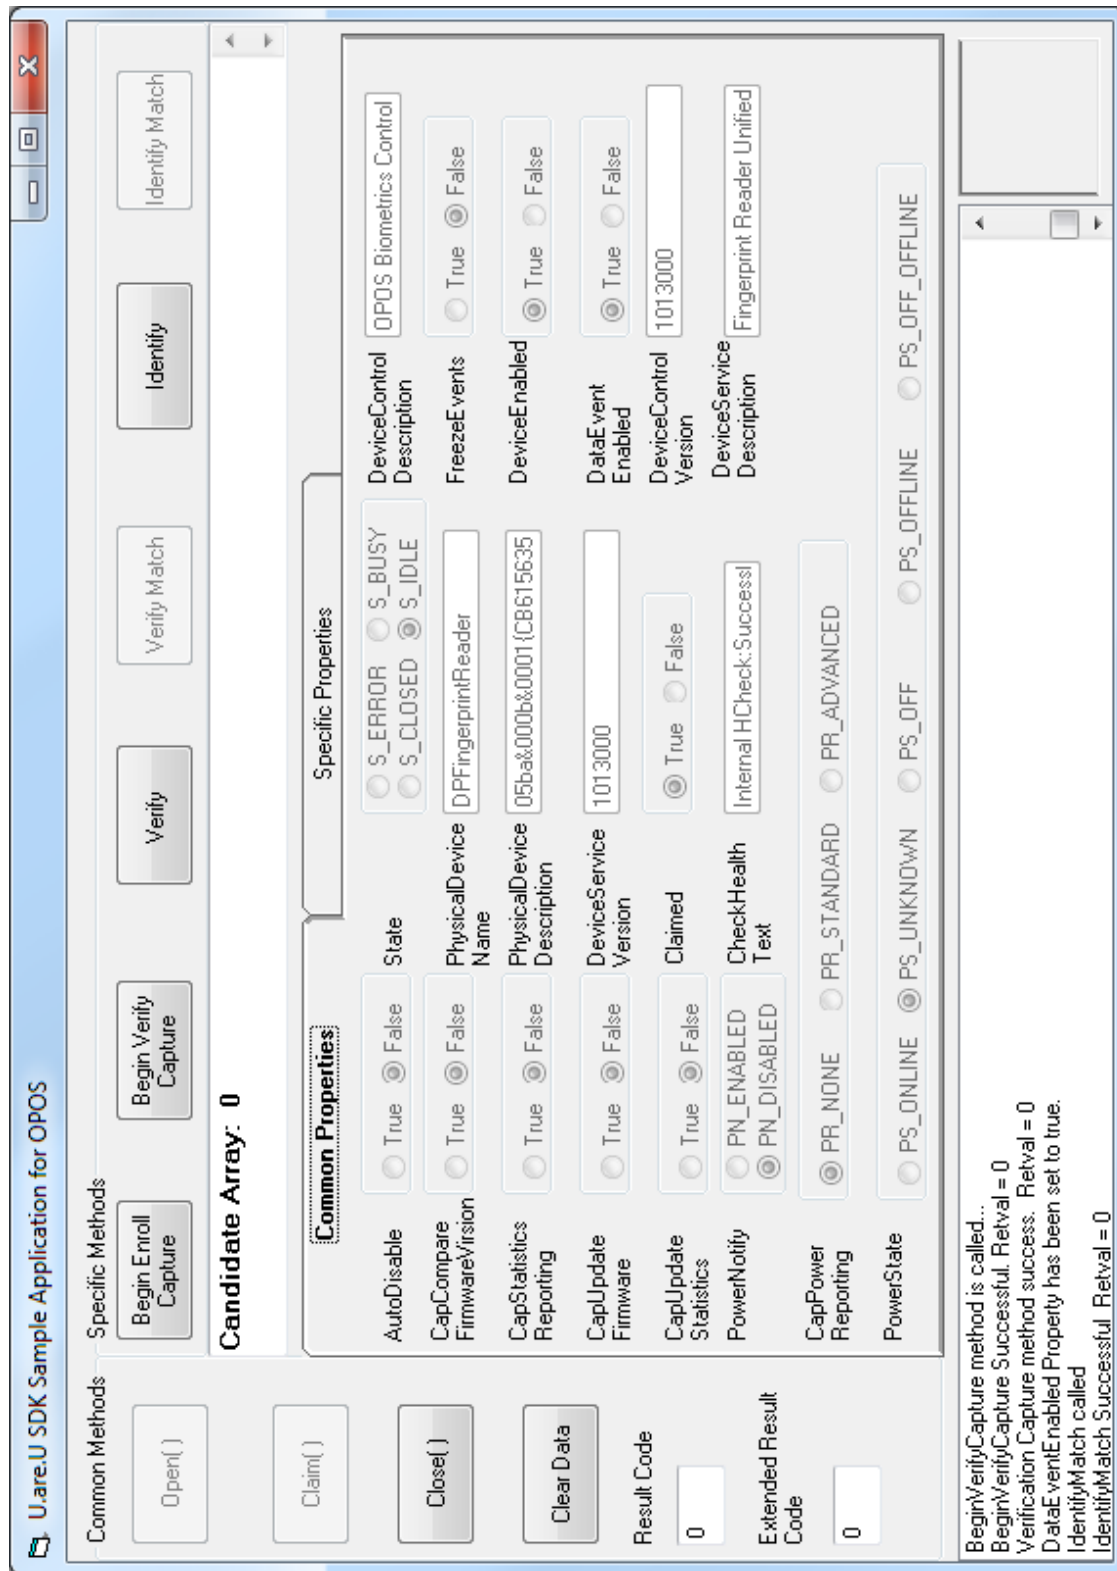 U.are.U SDK Sample Application for OPOS
Common Methods
Open( )
Claim( )
Close( )
Clear Data
Result Code
0
Extended Result
Code
0
Specific Methods
Begin Enroll
Capture
Begin Verify
Capture
Verify
Verify Match
Identify
Identify Match
Candidate Array: 0
Common Properties
Specific Properties
AutoDisable
True False
CapCompare
FirmwareVirsion
True False
CapStatistics
Reporting
True False
CapUpdate
Firmware
True False
CapUpdate
Statistics
True False
PowerNotify
PN_ENABLED
PN_DISABLED
State
S_ERROR S_BUSY
S_CLOSED S_IDLE
PhysicalDevice
Name
DPFingerprintReader
PhysicalDevice
Description
05ba&000b&0001{CB615635
DeviceService
Version
1013000
Claimed
True False
CheckHealth
Text
Internal HCheck:Successl
DeviceControl
Description
OPOS Biometrics Control
FreezeEvents
True False
DeviceEnabled
True False
DataEvent
Enabled
True False
DeviceControl
Version
1013000
DeviceService
Description
Fingerprint Reader Unified
CapPower
Reporting
PR_NONE PR_STANDARD PR_ADVANCED
PowerState
PS_ONLINE PS_UNKNOWN PS_OFF PS_OFFLINE PS_OFF_OFFLINE
BeginVerifyCapture method is called...
BeginVerifyCapture Successful. Retval = 0
Verification Capture method success. Retval = 0
DataEventEnabled Property has been set to true.
IdentifyMatch called
IdentifyMatch Successful Retval = 0